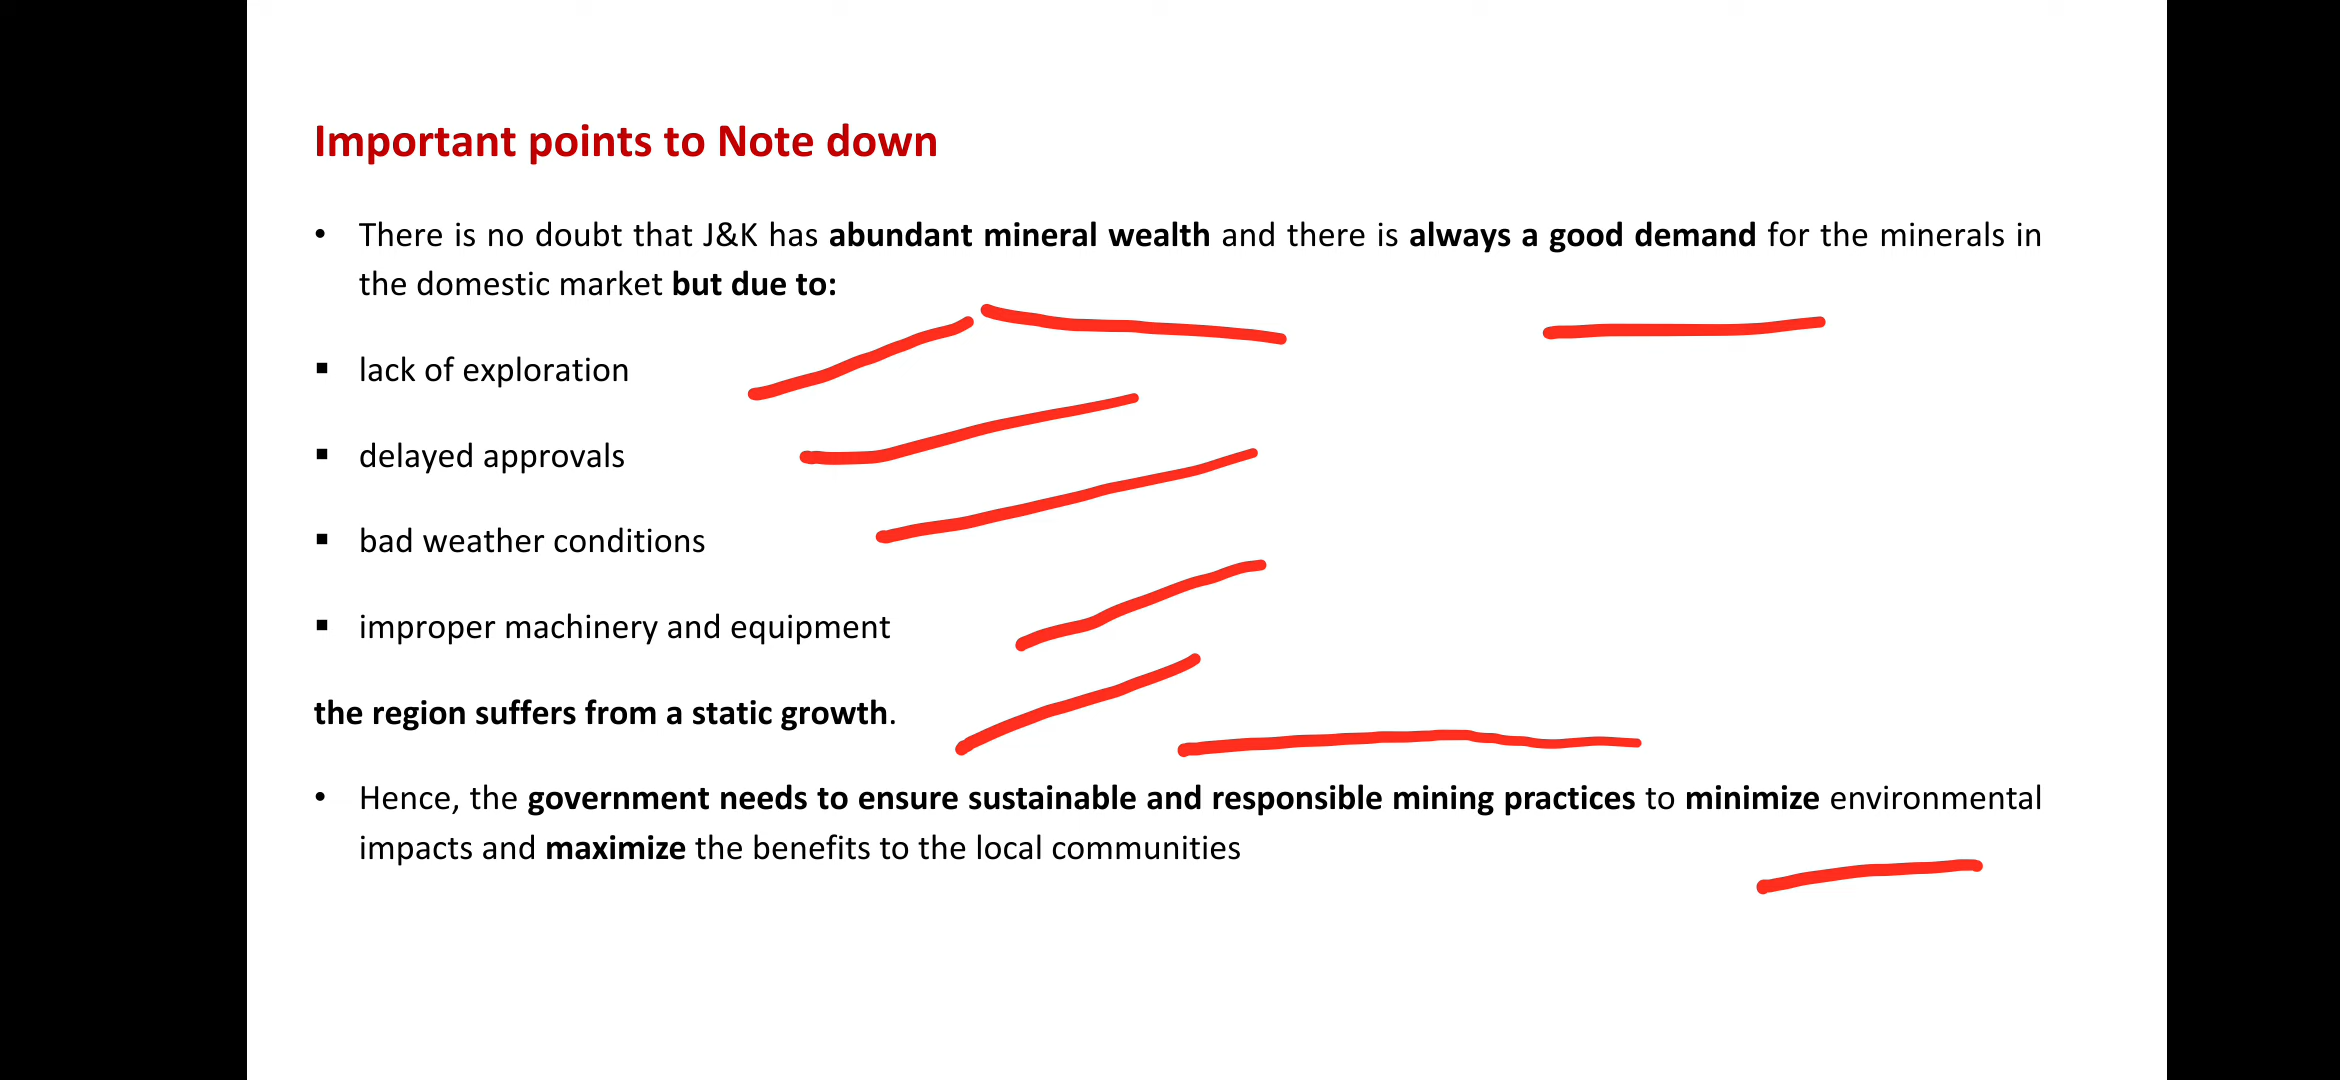 Important points to Note down
• There is no doubt that J&K has abundant mineral wealth and there is always a good demand for the minerals in
the domestic market but due to:
▪ lack of exploration
▪ delayed approvals
▪ bad weather conditions
▪ improper machinery and equipment
the region suffers from a static growth.
• Hence, the government needs to ensure sustainable and responsible mining practices to minimize environmental
impacts and maximize the benefits to the local communities